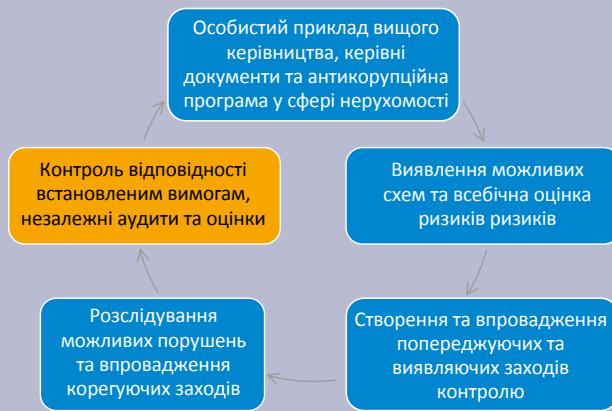 Особистий приклад вищого
керівництва, керівні
документи та антикорупційна
програма у сфері нерухомості
Контроль відповідності
встановленим вимогам,
незалежні аудити та оцінки
Виявлення можливих
схем та всебічна оцінка
ризиків ризиків
Розслідування
можливих порушень
та впровадження
корегуючих заходів
Створення та впровадження
попереджуючих та
виявляючих заходів
контролю